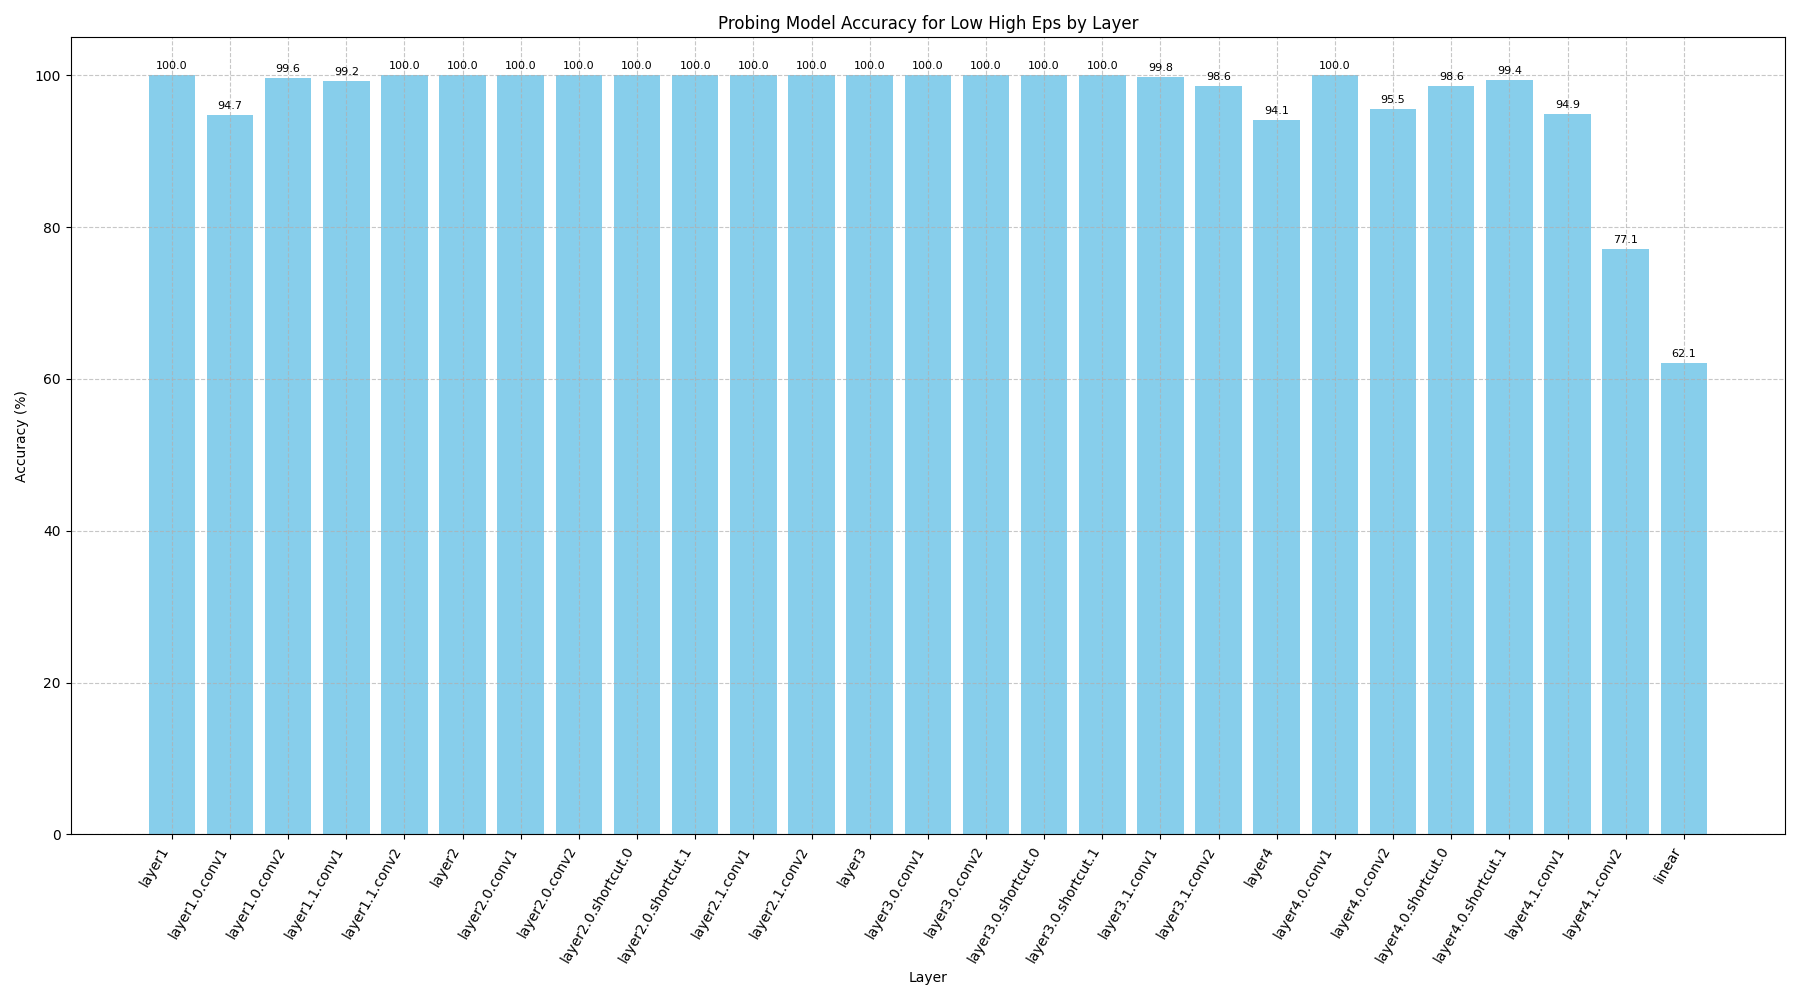 Probing Model Accuracy for Low High Eps by Layer
Accuracy (%)
100
80
60
40
20
0
100.0
94.7
99.6
99.2
100.0
100.0
100.0
100.0
100.0
100.0
100.0
100.0
100.0
100.0
100.0
100.0
100.0
99.8
98.6
94.1
100.0
95.5
98.6
99.4
94.9
77.1
62.1
layer1
layer1.0.conv1
layer1.0.conv2
layer1.1.conv1
layer1.1.conv2
layer2
layer2.0.conv1
layer2.0.conv2
layer2.0.shortcut.0
layer2.0.shortcut.1
layer2.1.conv1
layer2.1.conv2
layer3
layer3.0.conv1
layer3.0.conv2
layer3.0.shortcut.0
layer3.0.shortcut.1
layer3.1.conv1
layer3.1.conv2
layer4
layer4.0.conv1
layer4.0.conv2
layer4.0.shortcut.0
layer4.0.shortcut.1
layer4.1.conv1
layer4.1.conv2
linear
Layer